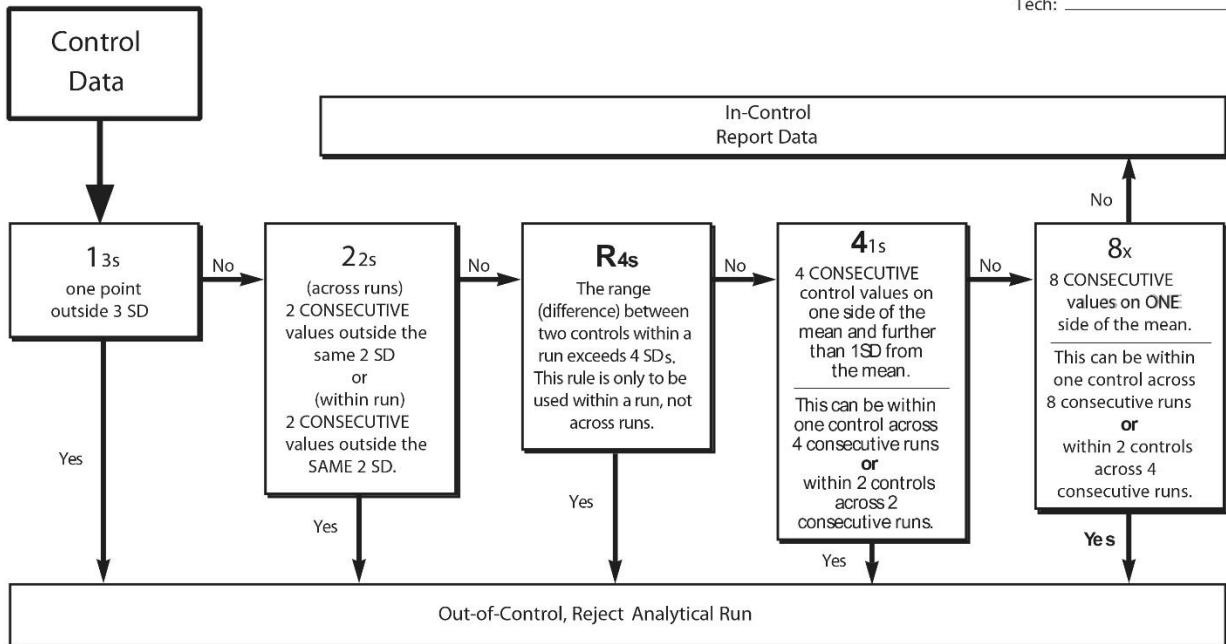 Tech:
Control
Data
In-Control
Report Data
No
1 3s
one point
outside 3 SD
No
2 2s
(across runs)
2 CONSECUTIVE
values outside the
same 2 SD
or
(within run)
2 CONSECUTIVE
values outside the
SAME 2 SD.
No
R4s
The range
(difference) between
two controls within a
run exceeds 4 SDs.
This rule is only to be
used within a run, not
across runs.
No
41s
4 CONSECUTIVE
control values on
one side of the
mean and further
than 1SD from
the mean.
This can be within
one control across
4 consecutive runs
or
within 2 controls
across 2
consecutive runs.
No
8x
8 CONSECUTIVE
values on ONE
side of the mean.
This can be within
one control across
8 consecutive runs
or
within 2 controls
across 4
consecutive runs.
Yes
Yes
Yes
Yes
Yes
Out-of-Control, Reject Analytical Run